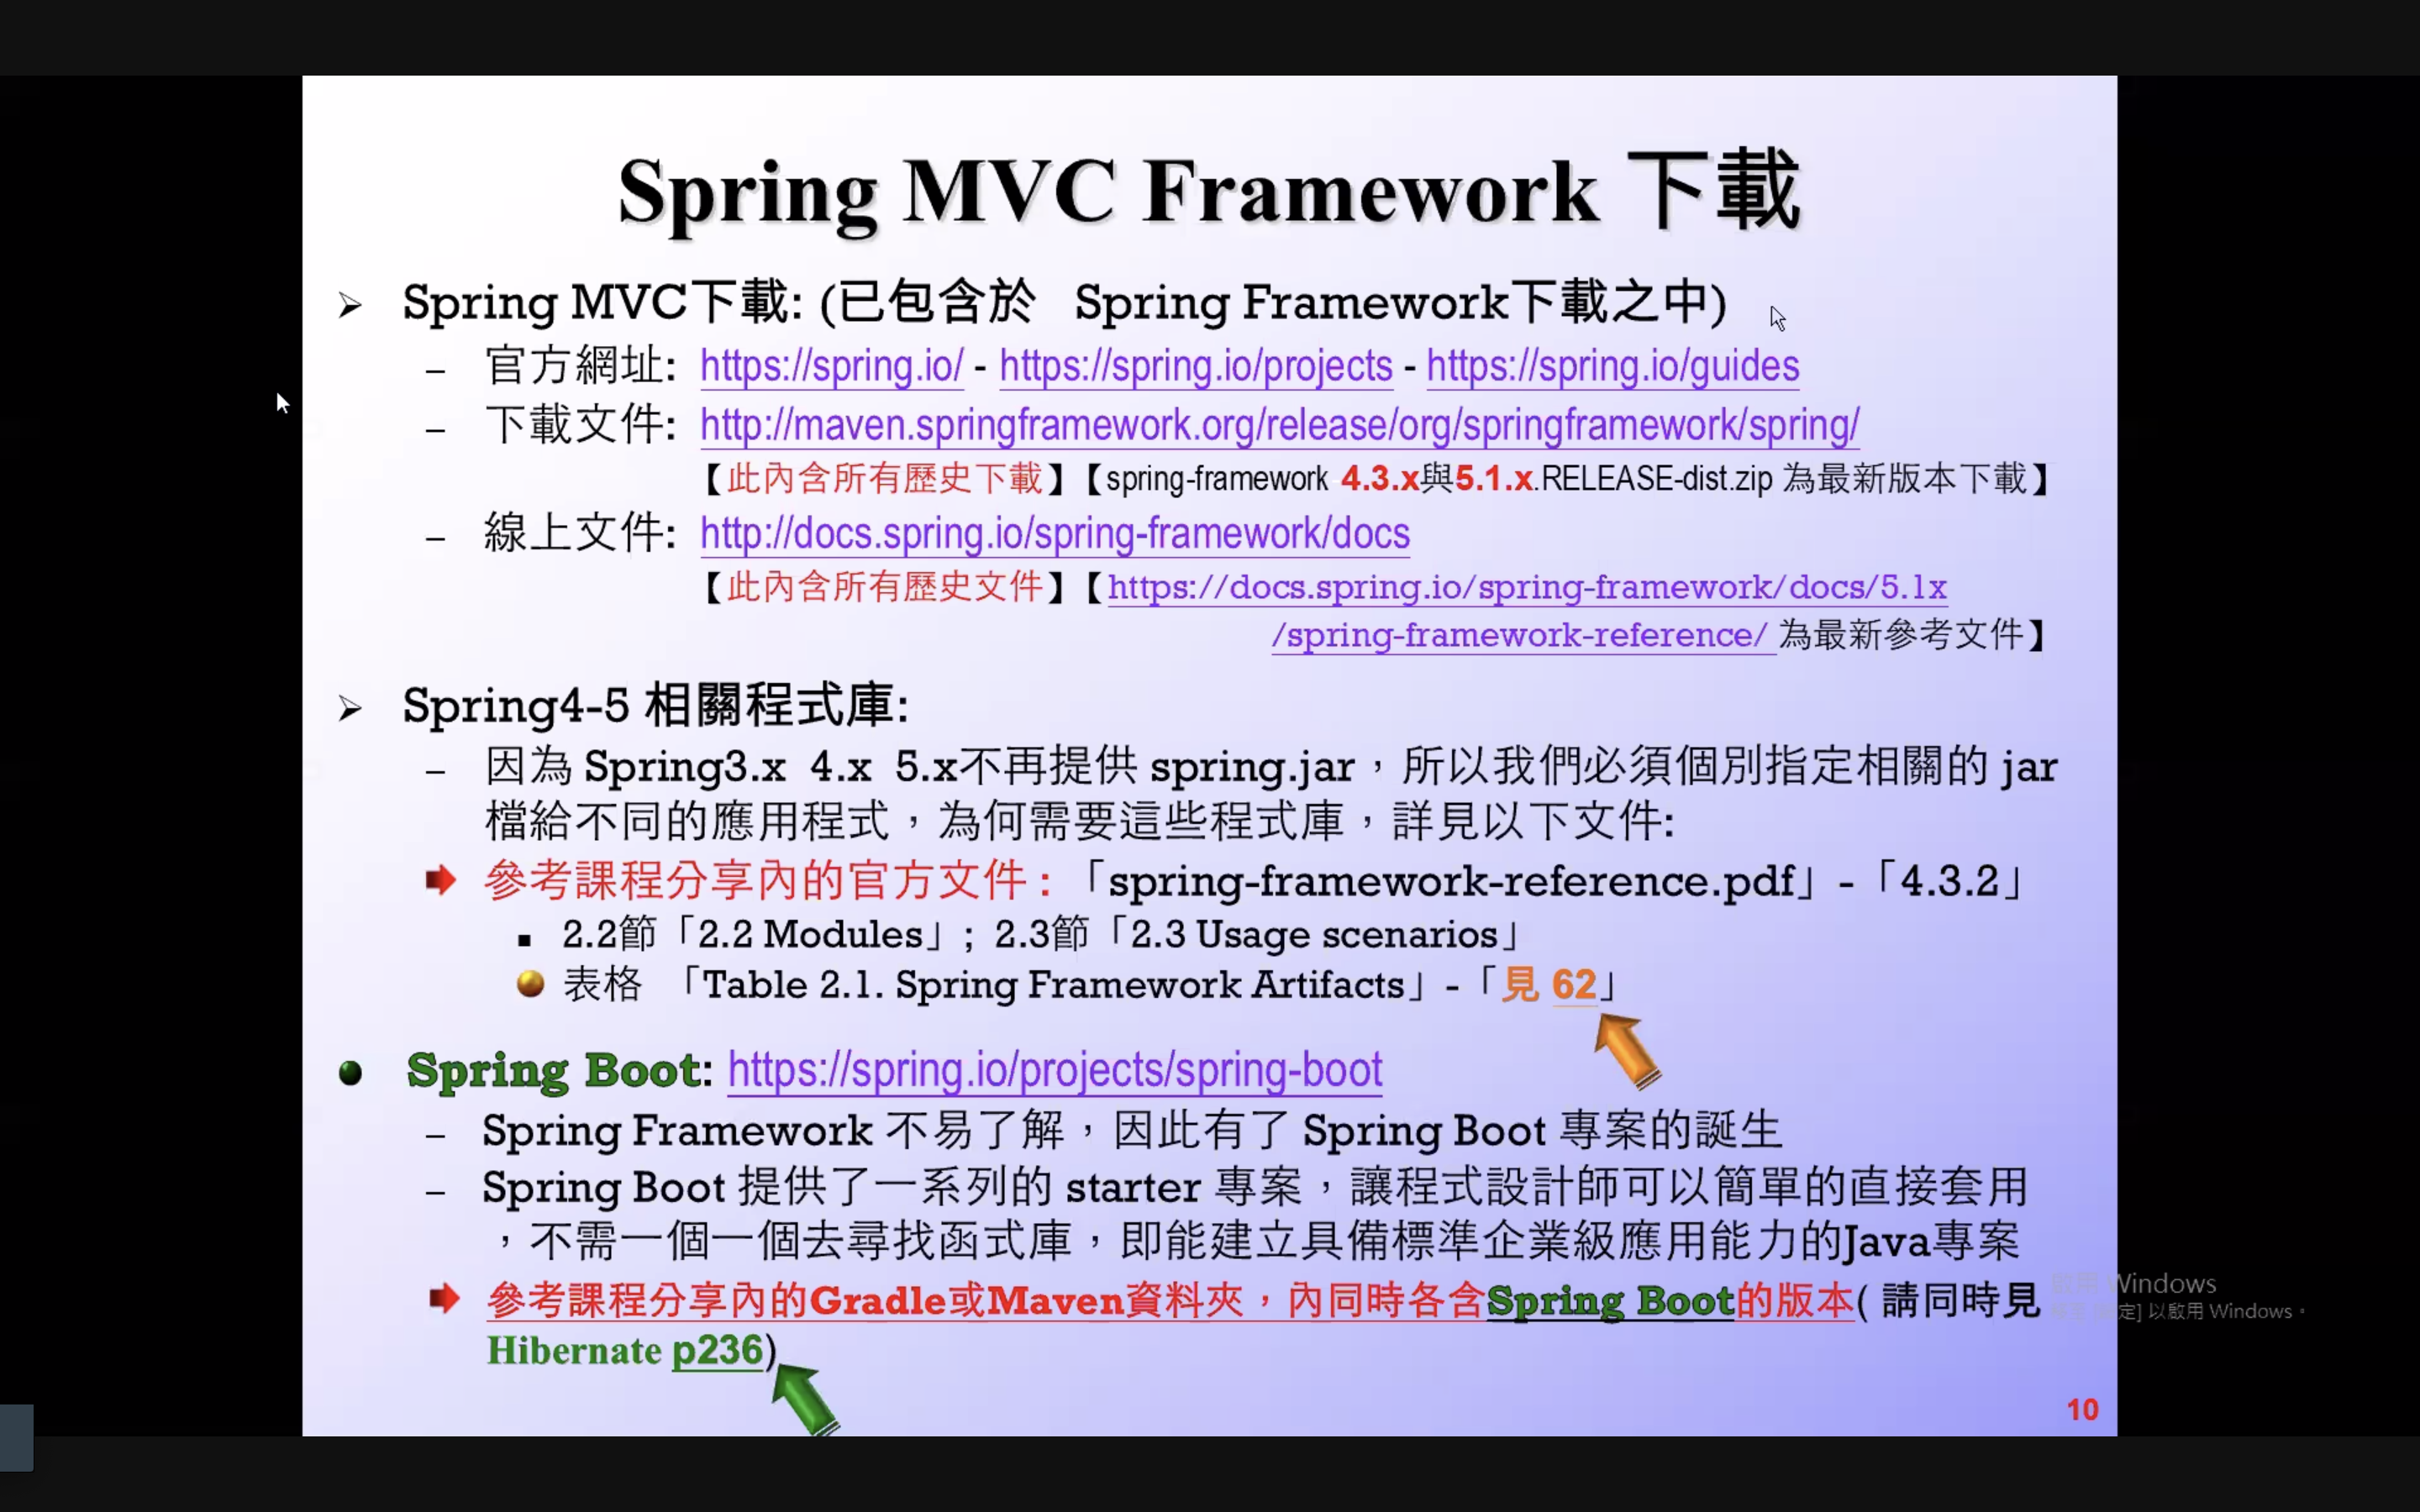 Spring MVC Framework 下載
Spring MVC下載: (已包含於 Spring Framework下載之中)
官方網址: https://spring.io/ - https://spring.io/projects - https://spring.io/guides
下載文件: http://maven.springframework.org/release/org/springframework/spring/
【此內含所有歷史下載】【spring-framework-4.3.x與5.1.x.RELEASE-dist.zip 為最新版本下載】
線上文件: http://docs.spring.io/spring-framework/docs
【此內含所有歷史文件】【https://docs.spring.io/spring-framework/docs/5.1x
/spring-framework-reference/ 為最新參考文件】
Spring4-5 相關程式庫:
因為 Spring3.x 4.x 5.x不再提供 spring.jar，所以我們必須個別指定相關的 jar
檔給不同的應用程式，為何需要這些程式庫，詳見以下文件:
參考課程分享內的官方文件 : 「spring-framework-reference.pdf」-「4.3.2」
2.2節「2.2 Modules」; 2.3節「2.3 Usage scenarios」
表格 「Table 2.1. Spring Framework Artifacts」-「見 62」
Spring Boot: https://spring.io/projects/spring-boot
Spring Framework 不易了解，因此有了 Spring Boot 專案的誕生
Spring Boot 提供了一系列的 starter 專案，讓程式設計師可以簡單的直接套用
，不需一個一個去尋找函式庫，即能建立具備標準企業級應用能力的Java專案
參考課程分享內的Gradle或Maven資料夾，內同時各含Spring Boot的版本( 請同時見
Hibernate p236)
啟用 Windows
定] 以啟用 Windows。
10